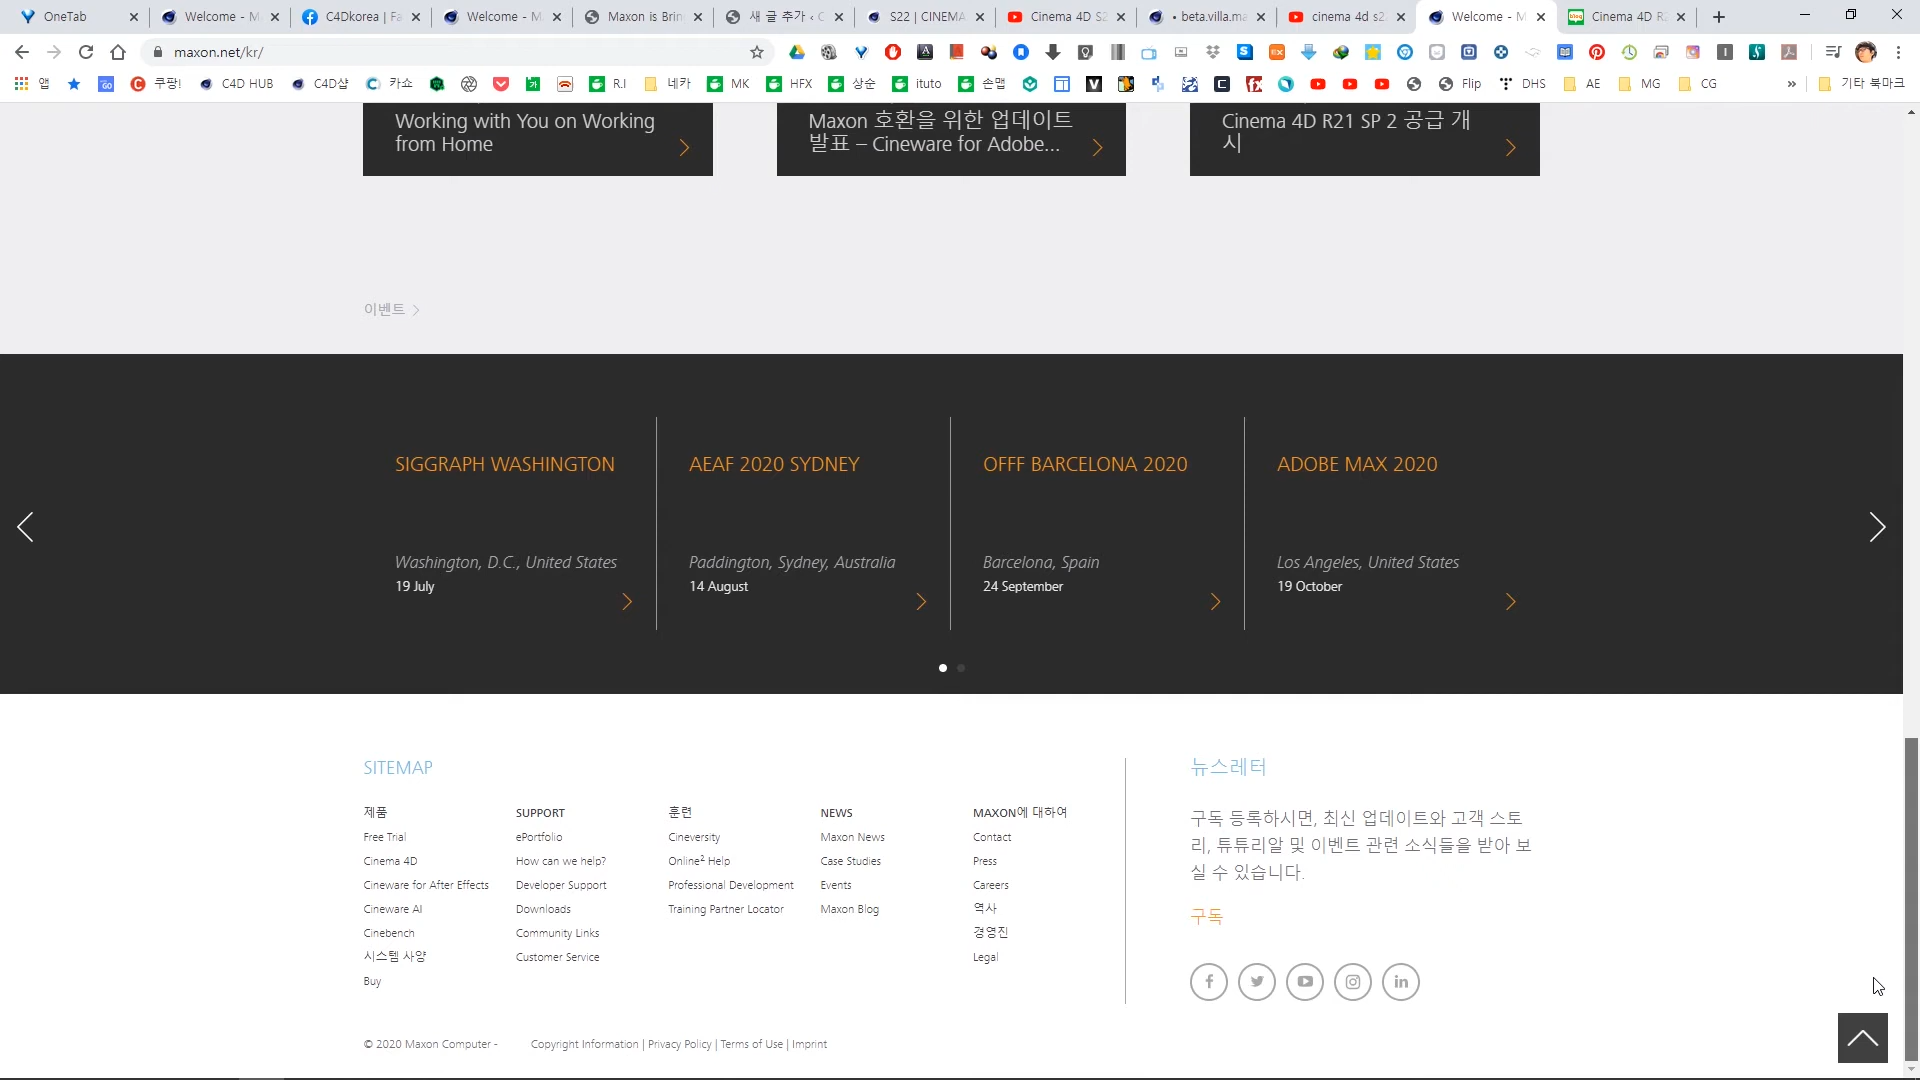 OneTab
Welcome - M
C4Dkorea | Fa
Welcome - M
Maxon is Brin
새 글 추가 ‹ C
S22 | CINEMA
Cinema 4D S2
• beta.villa.ma
cinema 4d s2
Welcome - M
Cinema 4D R2
maxon.net/kr/
앱
쿠팡!
C4D HUB
C4D샵
카쇼
R.I
네카
MK
HFX
상순
ituto
손맵
Flip
DHS
AE
MG
CG
»
기타 북마크
Working with You on Working
from Home
Maxon 호환을 위한 업데이트
발표 – Cineware for Adobe...
Cinema 4D R21 SP 2 공급 개
시
이벤트
SIGGRAPH WASHINGTON
Washington, D.C., United States
19 July
AEAF 2020 SYDNEY
Paddington, Sydney, Australia
14 August
OFFF BARCELONA 2020
Barcelona, Spain
24 September
ADOBE MAX 2020
Los Angeles, United States
19 October
SITEMAP
제품
Free Trial
Cinema 4D
Cineware for After Effects
Cineware AI
Cinebench
시스템 사양
Buy
SUPPORT
ePortfolio
How can we help?
Developer Support
Downloads
Community Links
Customer Service
훈련
Cineversity
Online² Help
Professional Development
Training Partner Locator
NEWS
Maxon News
Case Studies
Events
Maxon Blog
MAXON에 대하여
Contact
Press
Careers
역사
경영진
Legal
뉴스레터
구독 등록하시면, 최신 업데이트와 고객 스토
리, 튜튜리알 및 이벤트 관련 소식들을 받아 보
실 수 있습니다.
구독
© 2020 Maxon Computer -
Copyright Information | Privacy Policy | Terms of Use | Imprint